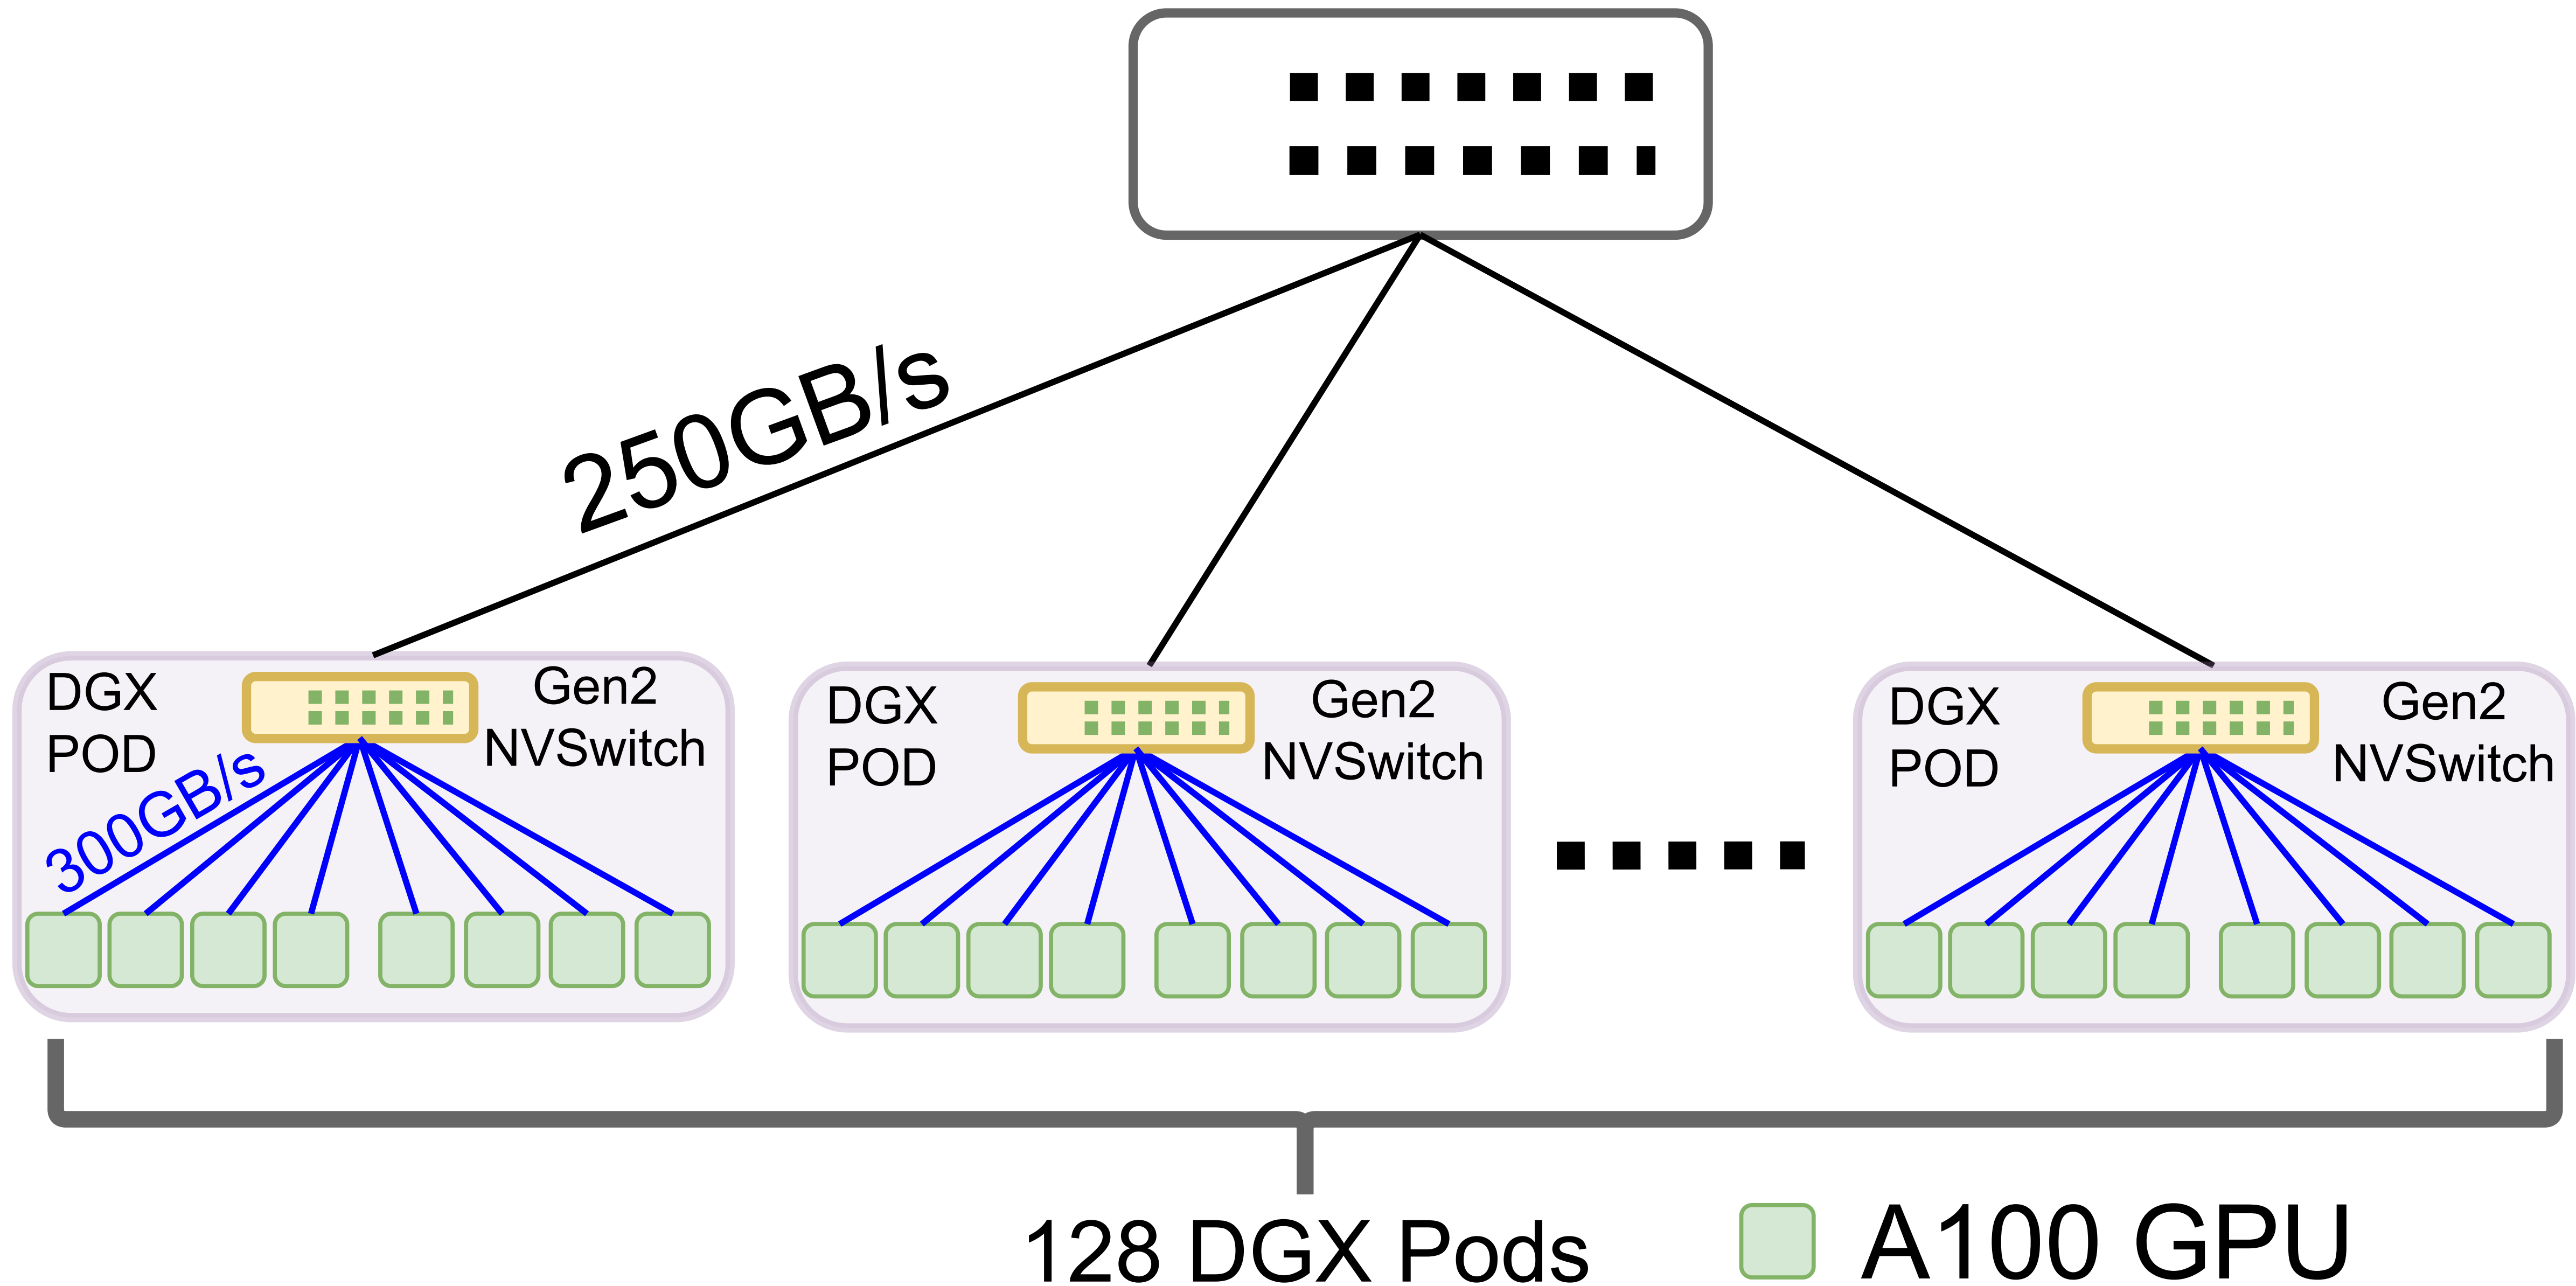 250GB/s
DGX
POD
Gen2
NVSwitch
300GB/s
DGX
POD
Gen2
NVSwitch
DGX
POD
Gen2
NVSwitch
128 DGX Pods
A100 GPU